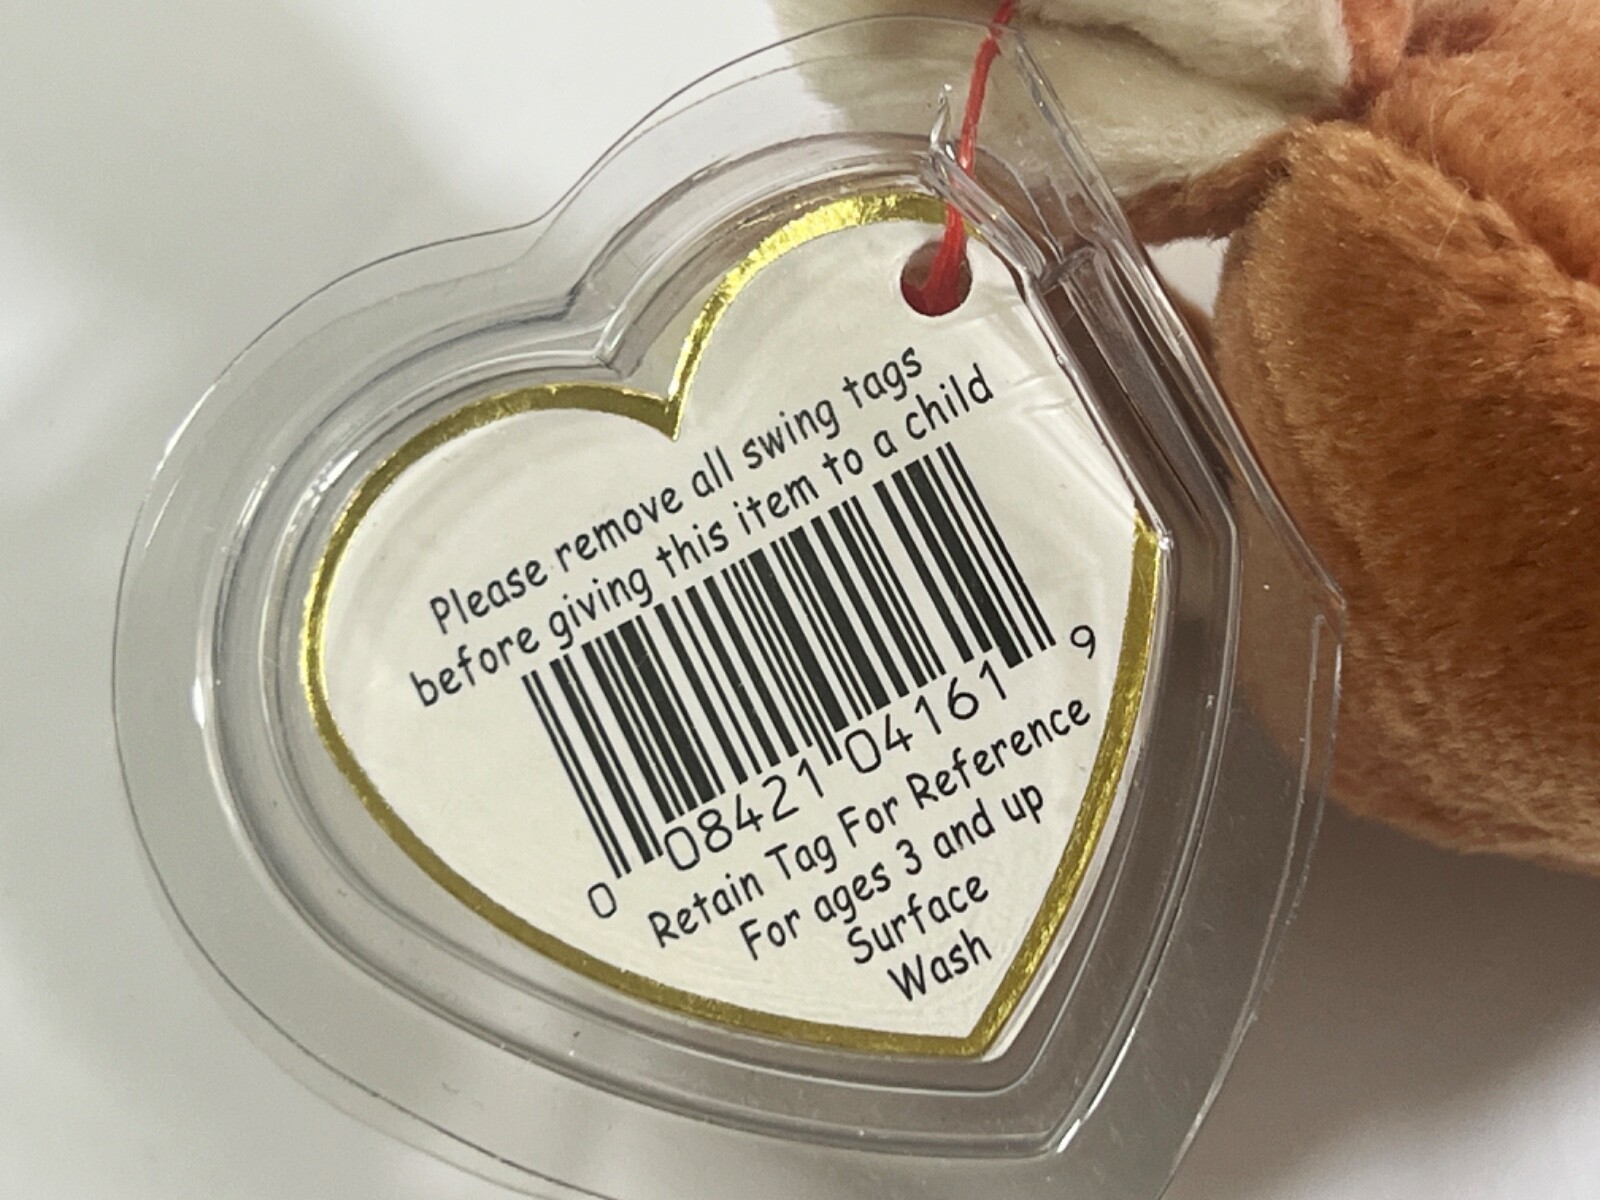 Please remove all swing tags
before giving this item to a child
0 08421 04161 9
Retain Tag For Reference
For ages 3 and up
Surface
Wash